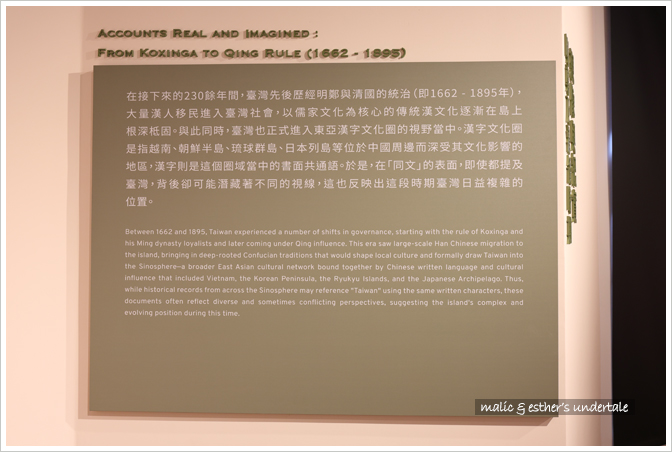 Accounts Real and Imagined :
From Koxinga to Qing Rule (1662 - 1895)
在接下來的230餘年間，臺灣先後歷經明鄭與清國的統治（即1662 - 1895年），
大量漢人移民進入臺灣社會，以儒家文化為核心的傳統漢文化逐漸在島上
根深柢固。與此同時，臺灣也正式進入東亞漢字文化圈的視野當中。漢字文化圈
是指越南、朝鮮半島、琉球群島、日本列島等位於中國周邊而深受其文化影響的
地區，漢字則是這個圈域當中的書面共通語。於是，在「同文」的表面，即使都提及
臺灣，背後卻可能潛藏著不同的視線，這也反映出這段時期臺灣日益複雜的
位置。
Between 1662 and 1895, Taiwan experienced a number of shifts in governance, starting with the rule of Koxinga and
his Ming dynasty loyalists and later coming under Qing influence. This era saw large-scale Han Chinese migration to
the island, bringing in deep-rooted Confucian traditions that would shape local culture and formally draw Taiwan into
the Sinosphere—a broader East Asian cultural network bound together by Chinese written language and cultural
influence that included Vietnam, the Korean Peninsula, the Ryukyu Islands, and the Japanese Archipelago. Thus,
while historical records from across the Sinosphere may reference "Taiwan" using the same written characters, these
documents often reflect diverse and sometimes conflicting perspectives, suggesting the island's complex and
evolving position during this time.
malic & esther's undertale